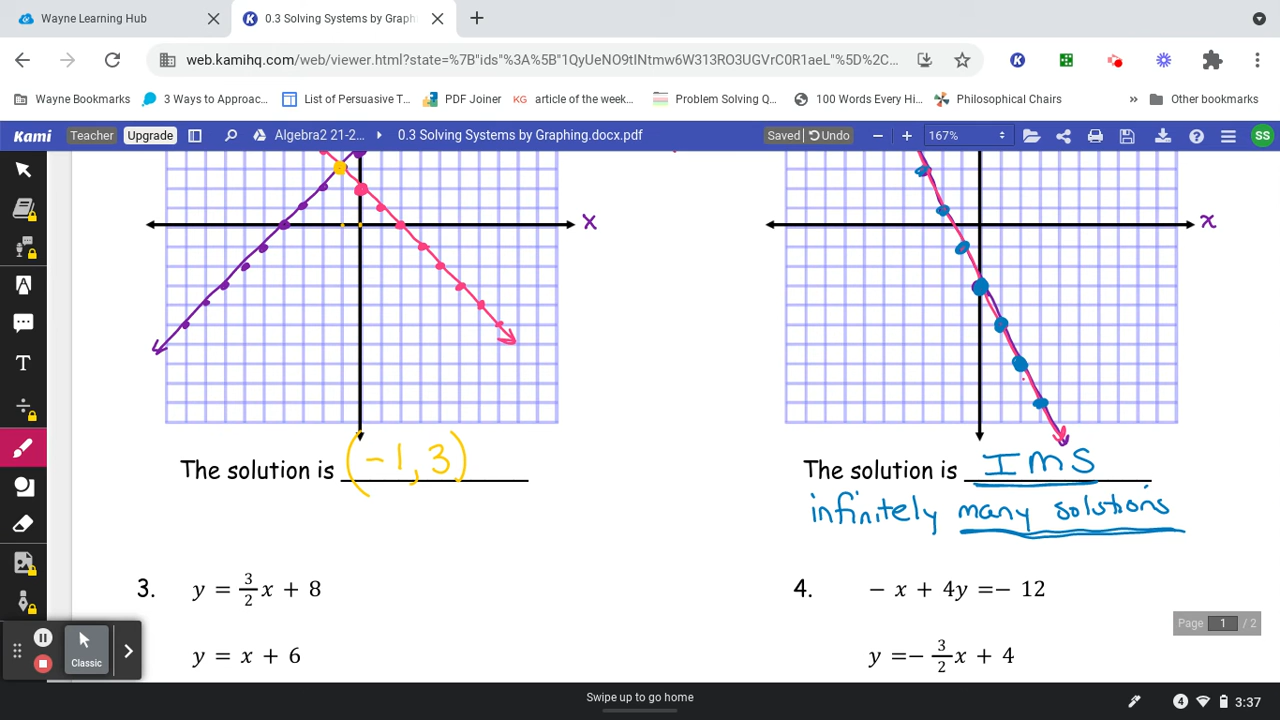 Wayne Learning Hub
0.3 Solving Systems by Graph
web.kamihq.com/web/viewer.html?state=%7B"ids"%3A%5B"1QyUeNO9tINtmw6W313RO3UGVrC0R1aeL"%5D%2C...
Wayne Bookmarks
3 Ways to Approac...
List of Persuasive T...
PDF Joiner
KG article of the week...
Problem Solving Q...
100 Words Every Hi...
Philosophical Chairs
»
Other bookmarks
Kami
Teacher
Upgrade
Algebra2 21-2...
0.3 Solving Systems by Graphing.docx.pdf
Saved
Undo
167%
SS
x
x
The solution is (-1, 3)
The solution is IMS
infinitely many solutions
3. y = 3/2 x + 8
y = x + 6
4. − x + 4y =− 12
y =− 3/2 x + 4
Page 1 / 2
Classic
Swipe up to go home
4
3:37